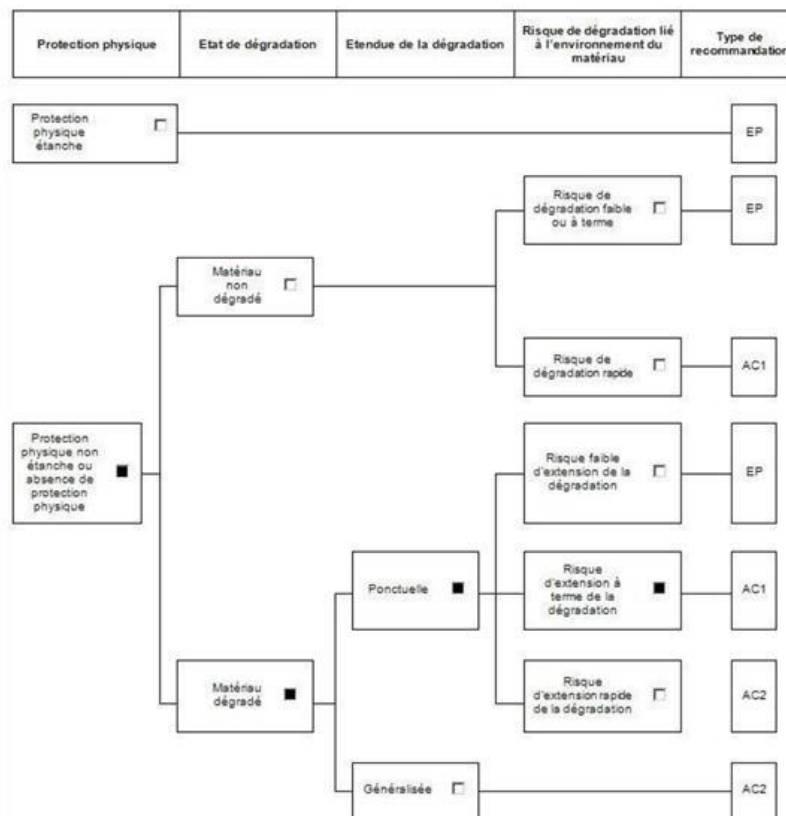 Protection physique
Etat de dégradation
Etendue de la dégradation
Risque de dégradation lié
à l'environnement du
matériau
Type de
recommandation
Protection
physique
étanche
EP
Risque de
dégradation faible
ou à terme
EP
Matériau
non
dégradé
Risque de
dégradation rapide
AC1
Protection
physique non
étanche ou
absence de
protection
physique
Risque faible
d'extension de la
dégradation
EP
Ponctuelle
Risque
d'extension à
terme de la
dégradation
AC1
Matériau
dégradé
Risque
d'extension rapide
de la dégradation
AC2
Généralisée
AC2